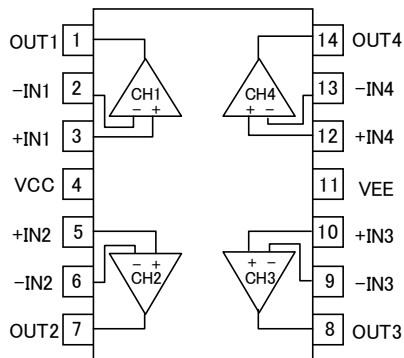 OUT1 1 14 OUT4
−IN1 2 13 −IN4
CH1 CH4
− + + −
+IN1 3 12 +IN4
VCC 4 11 VEE
+IN2 5 10 +IN3
− + + −
CH2 CH3
−IN2 6 9 −IN3
OUT2 7 8 OUT3